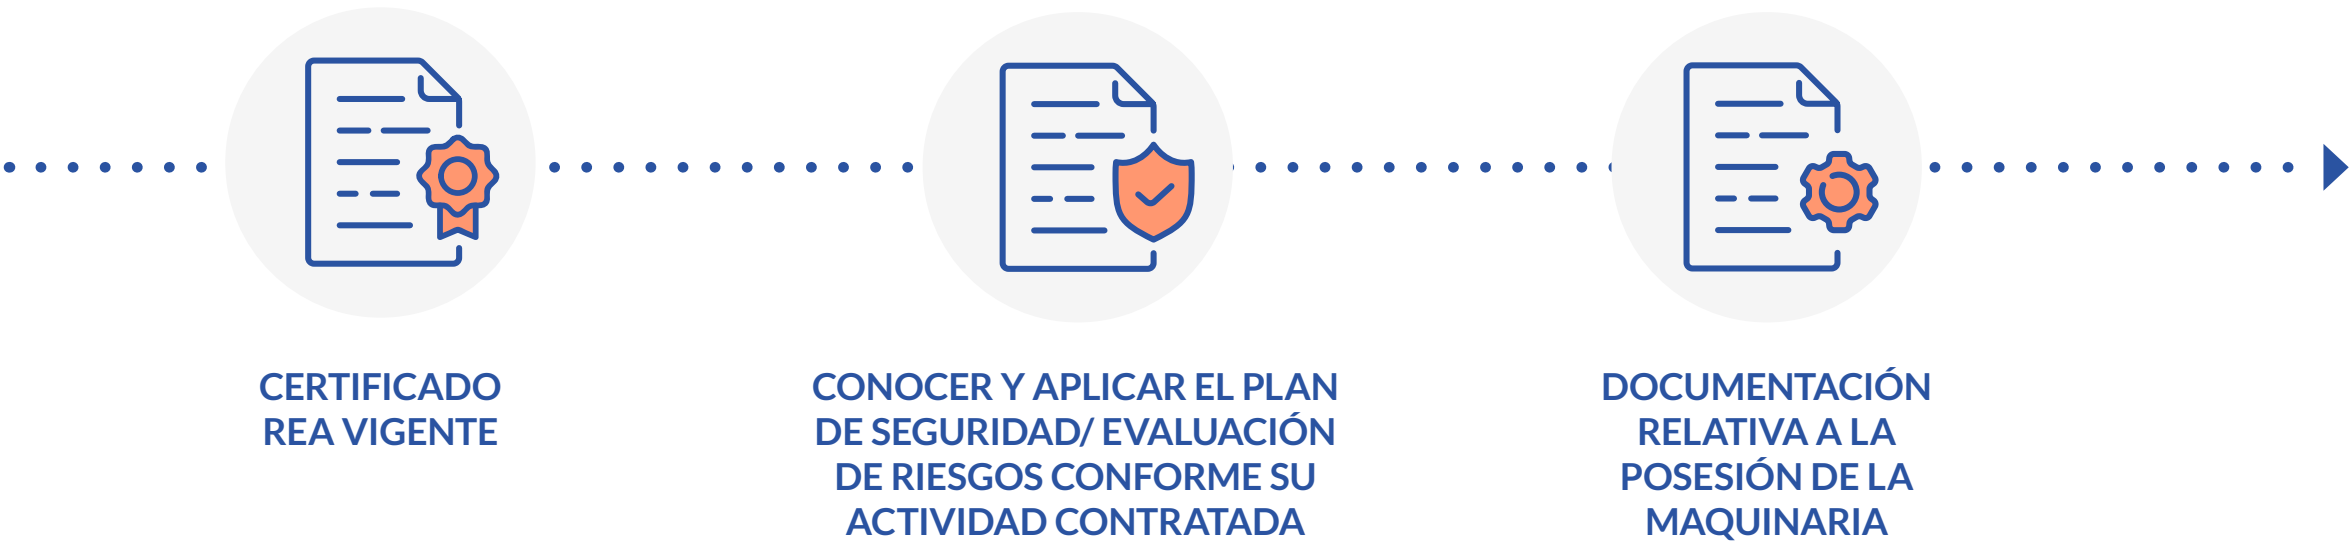 CERTIFICADO
REA VIGENTE
CONOCER Y APLICAR EL PLAN
DE SEGURIDAD/ EVALUACIÓN
DE RIESGOS CONFORME SU
ACTIVIDAD CONTRATADA
DOCUMENTACIÓN
RELATIVA A LA
POSESIÓN DE LA
MAQUINARIA